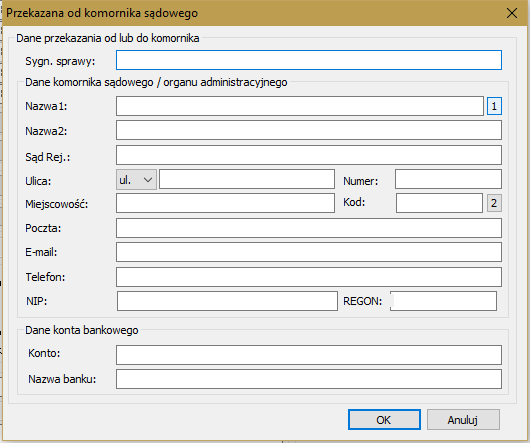 Przekazana od komornika sądowego
Dane przekazania od lub do komornika
Sygn. sprawy:
Dane komornika sądowego / organu administracyjnego
Nazwa1: 1
Nazwa2:
Sąd Rej.:
Ulica: ul. Numer:
Miejscowość: Kod: 2
Poczta:
E-mail:
Telefon:
NIP: REGON:
Dane konta bankowego
Konto:
Nazwa banku:
OK Anuluj